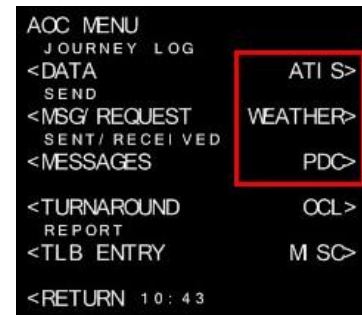 AOC MENU
JOURNEY LOG
<DATA ATIS>
SEND
<MSG/REQUEST WEATHER>
SENT/RECEIVED
<MESSAGES PDC>
<TURNAROUND OCL>
REPORT
<TLB ENTRY MISC>
<RETURN 10:43